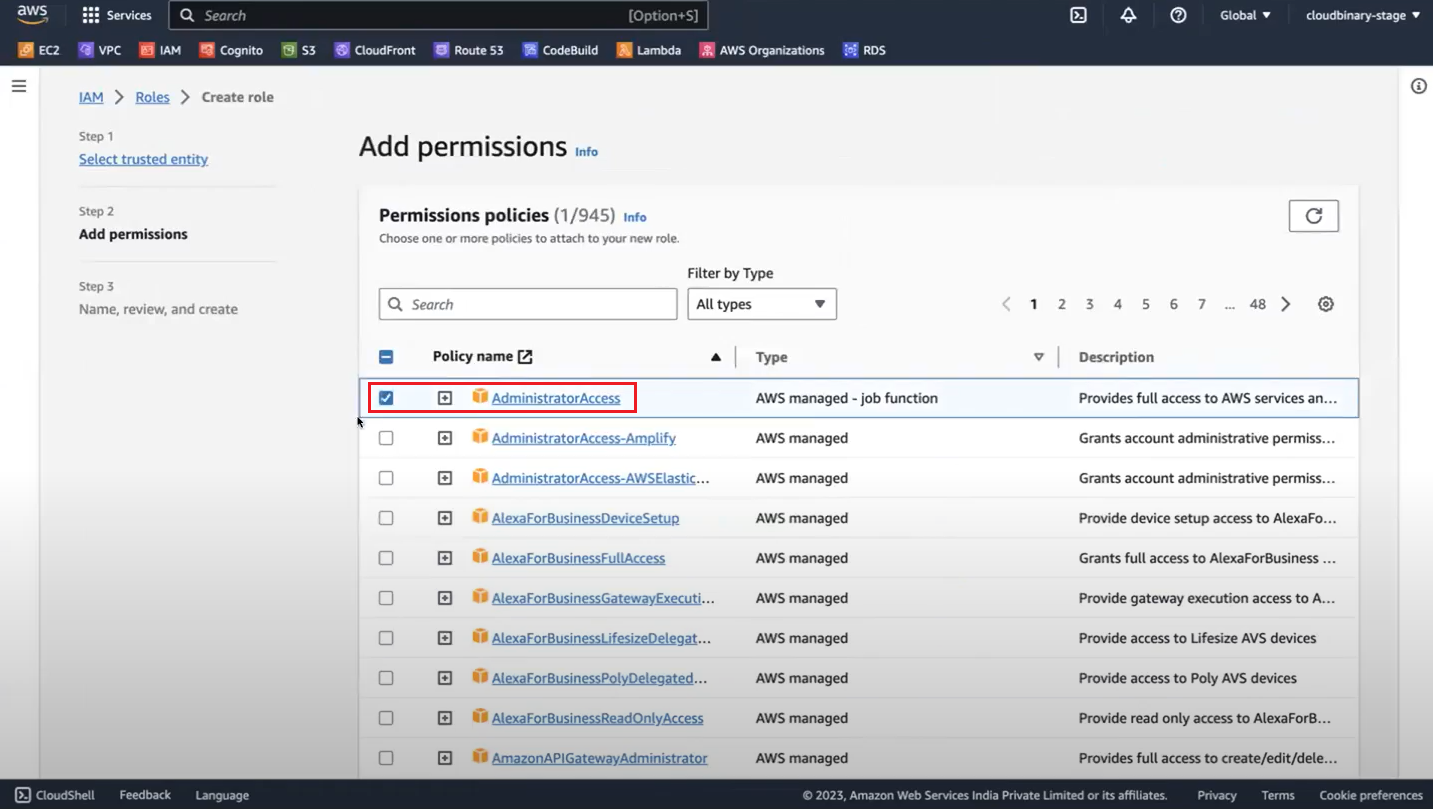 aws Services Search [Option+S] Global cloudbinary-stage
EC2 VPC IAM Cognito S3 CloudFront Route 53 CodeBuild Lambda AWS Organizations RDS
IAM Roles Create role
Step 1
Select trusted entity
Step 2
Add permissions
Step 3
Name, review, and create
Add permissions Info
Permissions policies (1/945) Info
Choose one or more policies to attach to your new role.
Filter by Type
Search All types 1 2 3 4 5 6 7 ... 48
Policy name Type Description
AdministratorAccess AWS managed - job function Provides full access to AWS services an...
AdministratorAccess-Amplify AWS managed Grants account administrative permiss...
AdministratorAccess-AWSElastic... AWS managed Grants account administrative permiss...
AlexaForBusinessDeviceSetup AWS managed Provide device setup access to AlexaFo...
AlexaForBusinessFullAccess AWS managed Grants full access to AlexaForBusiness ...
AlexaForBusinessGatewayExecuti... AWS managed Provide gateway execution access to A...
AlexaForBusinessLifesizeDelegat... AWS managed Provide access to Lifesize AVS devices
AlexaForBusinessPolyDelegated... AWS managed Provide access to Poly AVS devices
AlexaForBusinessReadOnlyAccess AWS managed Provide read only access to AlexaForB...
AmazonAPIGatewayAdministrator AWS managed Provides full access to create/edit/dele...
CloudShell Feedback Language © 2023, Amazon Web Services India Private Limited or its affiliates. Privacy Terms Cookie preferences